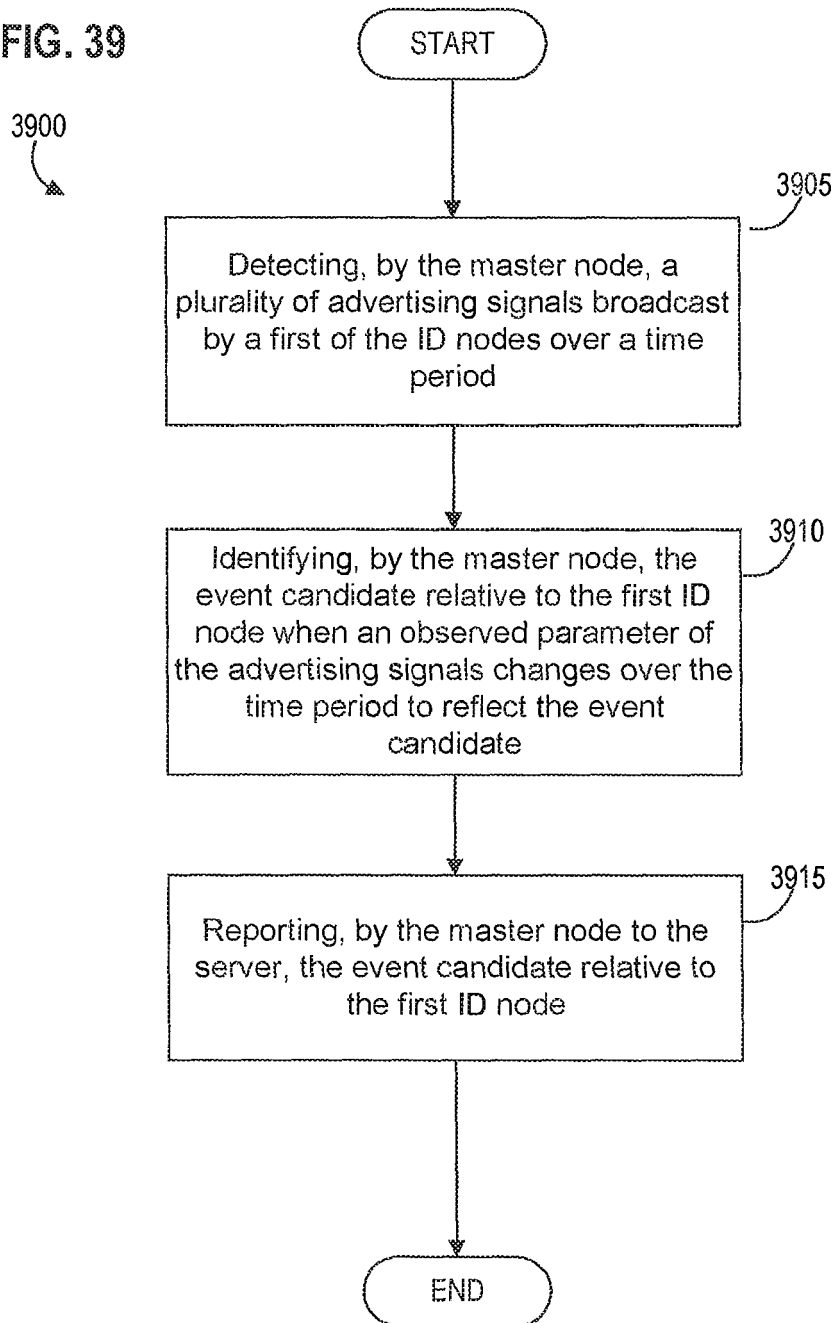 FIG. 39
START
3900
3905
Detecting, by the master node, a
plurality of advertising signals broadcast
by a first of the ID nodes over a time
period
3910
Identifying, by the master node, the
event candidate relative to the first ID
node when an observed parameter of
the advertising signals changes over the
time period to reflect the event
candidate
3915
Reporting, by the master node to the
server, the event candidate relative to
the first ID node
END